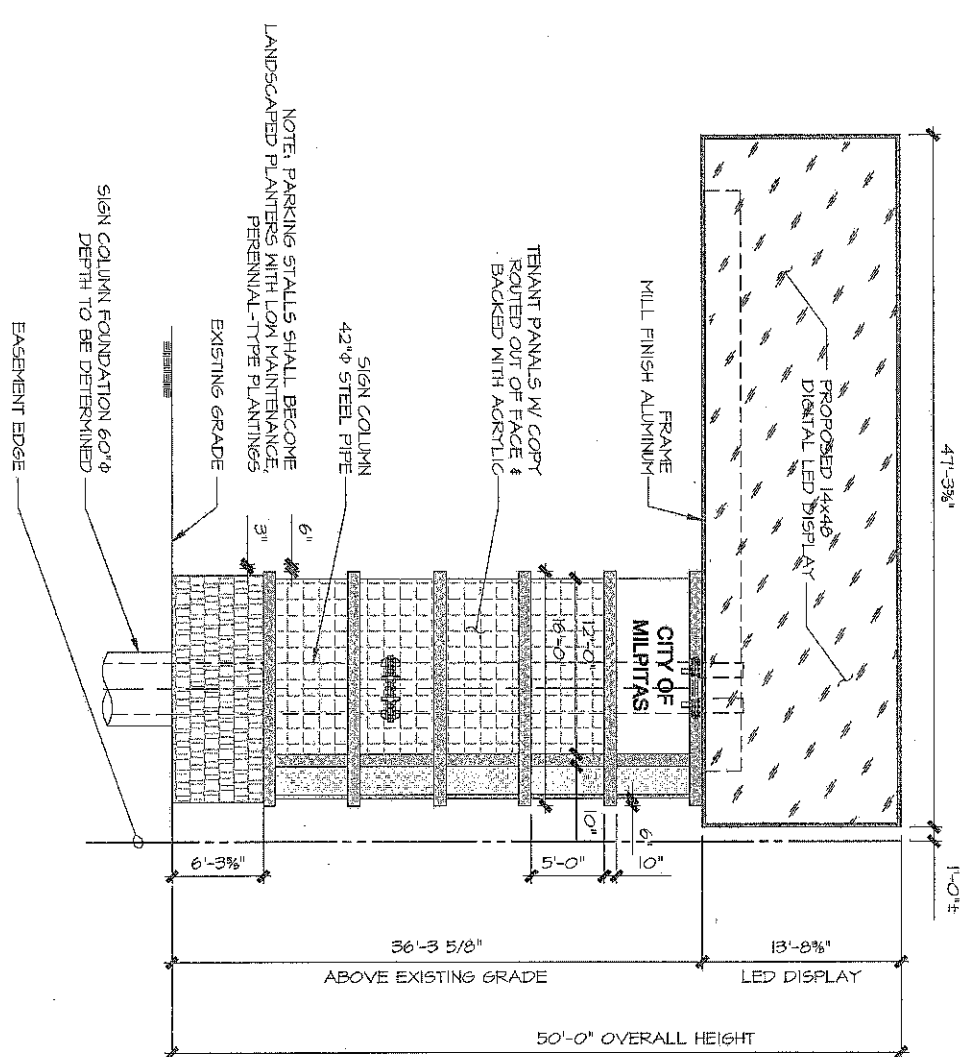 47'-3⅝"
1'-0"±
PROPOSED 14x48
DIGITAL LED DISPLAY
FRAME
MILL FINISH ALUMINUM
TENANT PANALS W/ COPY
ROUTED OUT OF FACE &
BACKED WITH ACRYLIC
SIGN COLUMN
42"⌀ STEEL PIPE
NOTE: PARKING STALLS SHALL BECOME
LANDSCAPED PLANTERS WITH LOW MAINTENANCE,
PERENNIAL-TYPE PLANTINGS
EXISTING GRADE
SIGN COLUMN FOUNDATION 60"⌀
DEPTH TO BE DETERMINED
EASEMENT EDGE
CITY OF
MILPITAS
12'-0"
16'-0"
6"
3"
6"
10"
10"
5'-0"
6'-3⅝"
36'-3 5/8"
ABOVE EXISTING GRADE
13'-8⅜"
LED DISPLAY
50'-0" OVERALL HEIGHT